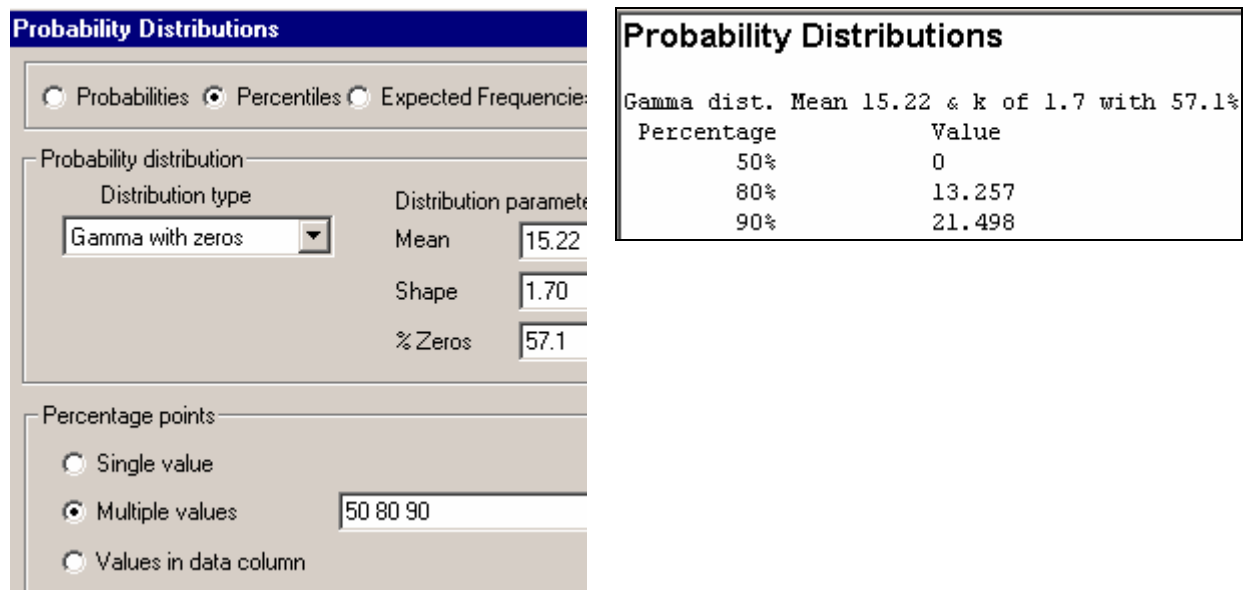 Probability Distributions
Probabilities Percentiles Expected Frequencies
Probability distribution
Distribution type
Distribution paramete
Gamma with zeros
Mean 15.22
Shape 1.70
% Zeros 57.1
Percentage points
Single value
Multiple values 50 80 90
Values in data column
Probability Distributions
Gamma dist. Mean 15.22 & k of 1.7 with 57.1%
Percentage Value
50% 0
80% 13.257
90% 21.498